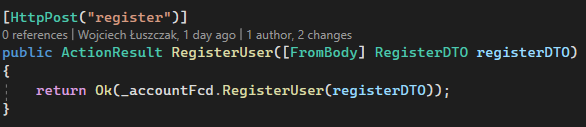 [HttpPost("register")]
0 references | Wojciech Łuszczak, 1 day ago | 1 author, 2 changes
public ActionResult RegisterUser([FromBody] RegisterDTO registerDTO)
{
    return Ok(_accountFcd.RegisterUser(registerDTO));
}